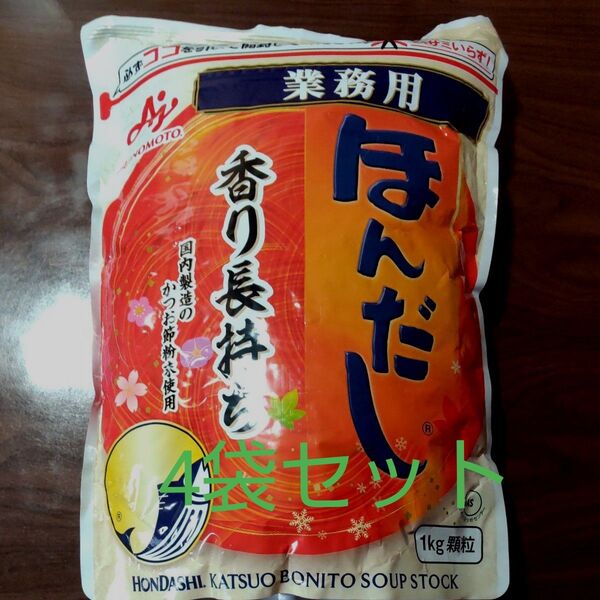 業務用
AJINOMOTO
ほんだし
®
香り長持ち
国内製造の
かつお節粉末使用
4袋セット
®
1kg 顆粒
HONDASHI KATSUO BONITO SOUP STOCK